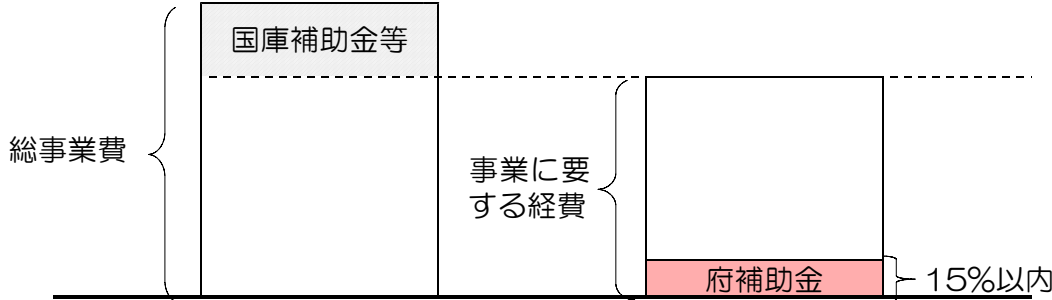 国庫補助金等
総事業費
事業に要
する経費
府補助金
15%以内